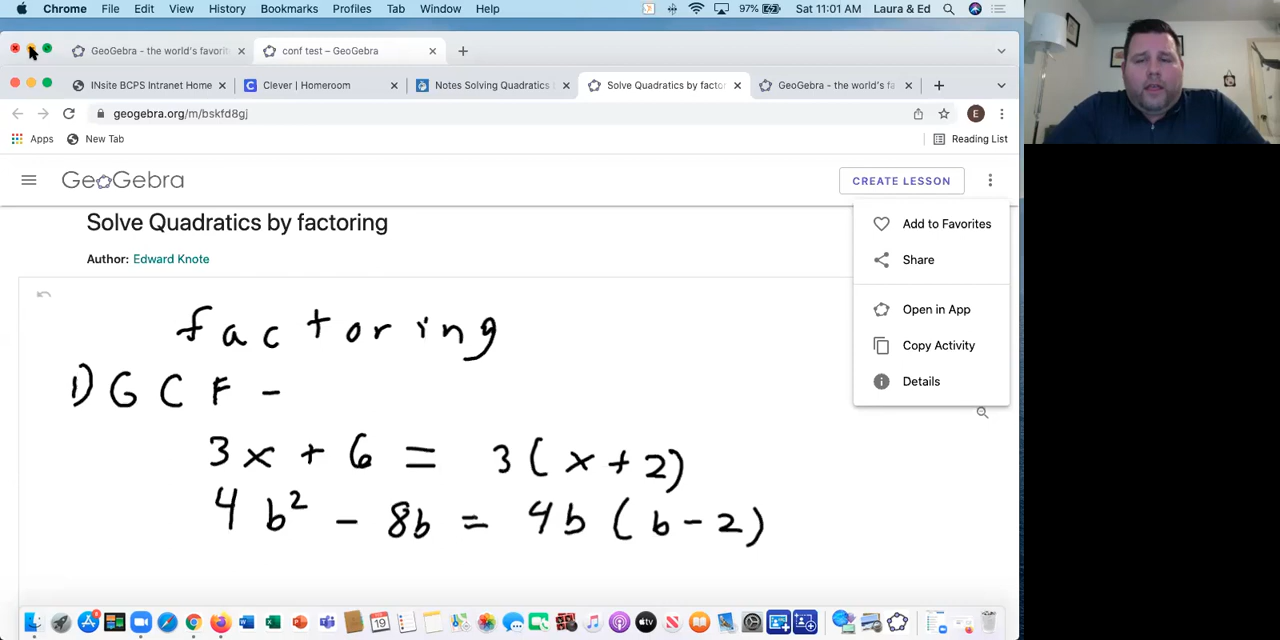 Chrome File Edit View History Bookmarks Profiles Tab Window Help 97% Sat 11:01 AM Laura & Ed
GeoGebra - the world's favorit conf test – GeoGebra
INsite BCPS Intranet Home Clever | Homeroom Notes Solving Quadratics Solve Quadratics by factor GeoGebra - the world's fa
geogebra.org/m/bskfd8gj E
Apps New Tab Reading List
GeoGebra CREATE LESSON
Solve Quadratics by factoring
Author: Edward Knote
Add to Favorites
Share
Open in App
Copy Activity
Details
factoring
1) GCF -
3x + 6 = 3(x + 2)
4b² - 8b = 4b(b - 2)